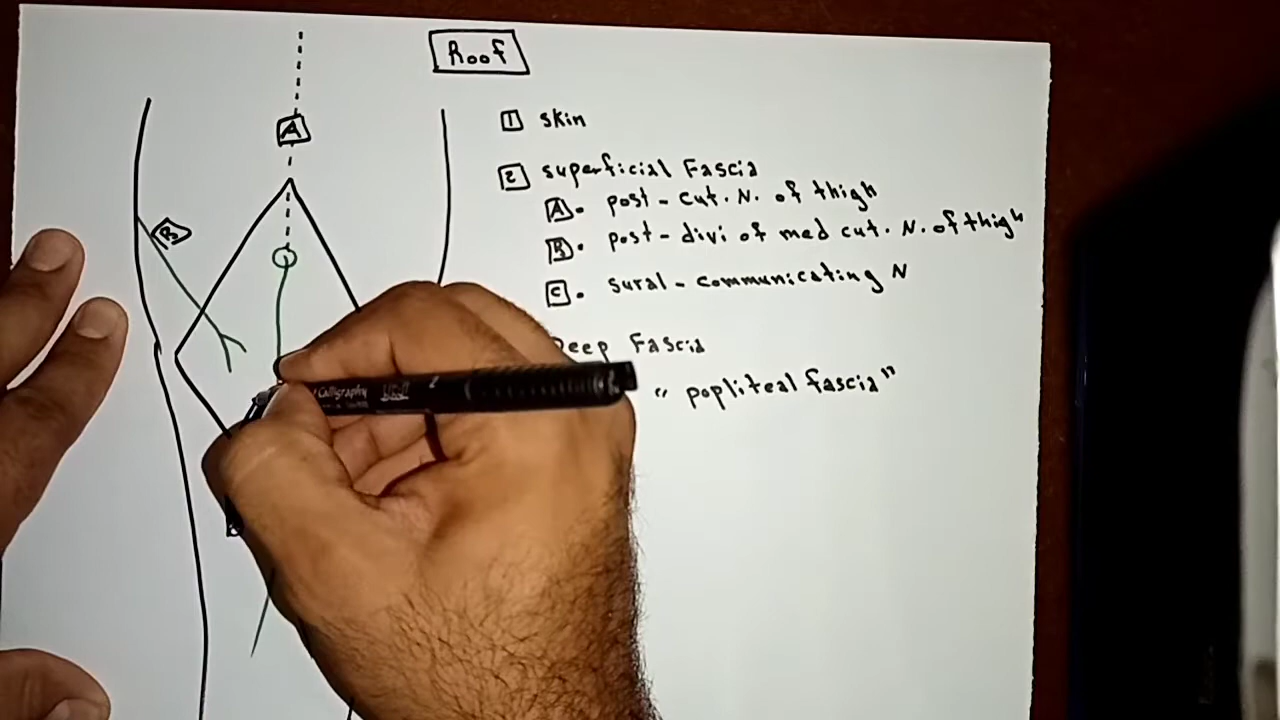 Roof
1 skin
2 superficial Fascia
A. post-cut. N. of thigh
B. post-divi of med cut. N. of thigh
C. sural-communicating N
Deep Fascia
"popliteal fascia"
A
B
Calligraphy